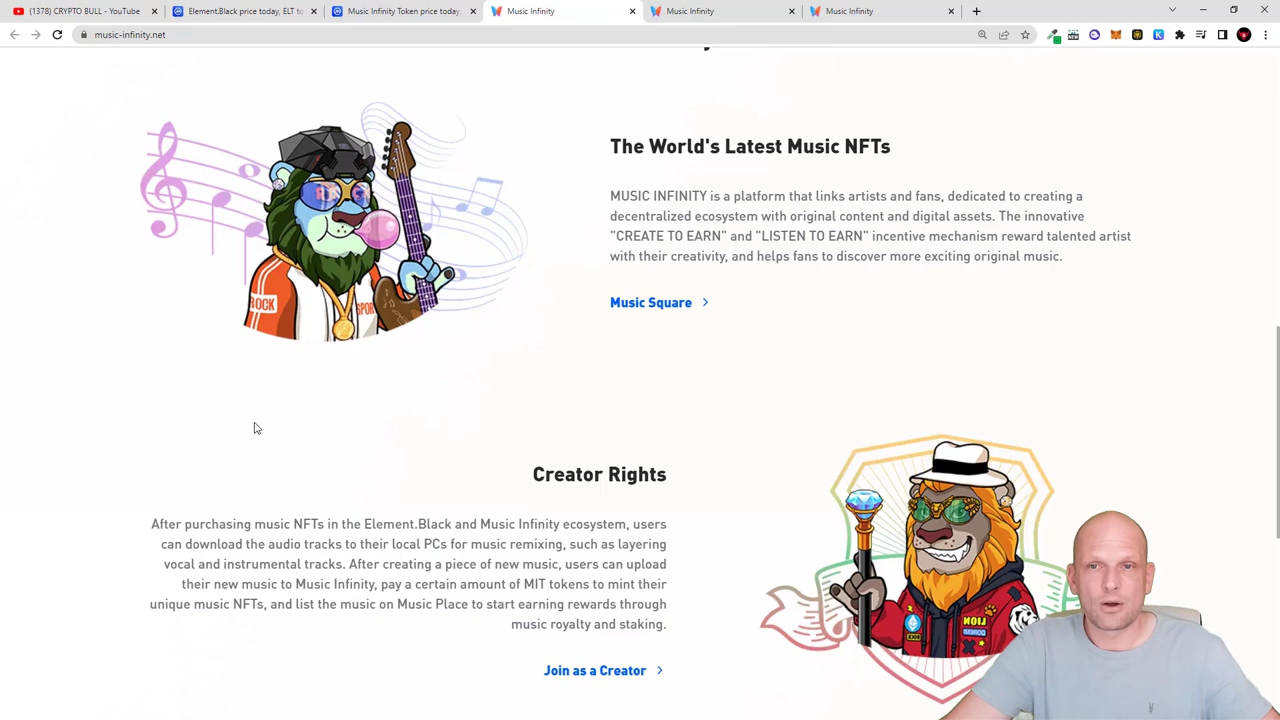 (1378) CRYPTO BULL - YouTube
Element.Black price today, ELT to
Music Infinity Token price today,
Music Infinity
Music Infinity
Music Infinity
music-infinity.net
The World's Latest Music NFTs
MUSIC INFINITY is a platform that links artists and fans, dedicated to creating a
decentralized ecosystem with original content and digital assets. The innovative
"CREATE TO EARN" and "LISTEN TO EARN" incentive mechanism reward talented artist
with their creativity, and helps fans to discover more exciting original music.
Music Square
ROCK
SPOR
Creator Rights
After purchasing music NFTs in the Element.Black and Music Infinity ecosystem, users
can download the audio tracks to their local PCs for music remixing, such as layering
vocal and instrumental tracks. After creating a piece of new music, users can upload
their new music to Music Infinity, pay a certain amount of MIT tokens to mint their
unique music NFTs, and list the music on Music Place to start earning rewards through
music royalty and staking.
Join as a Creator
LION